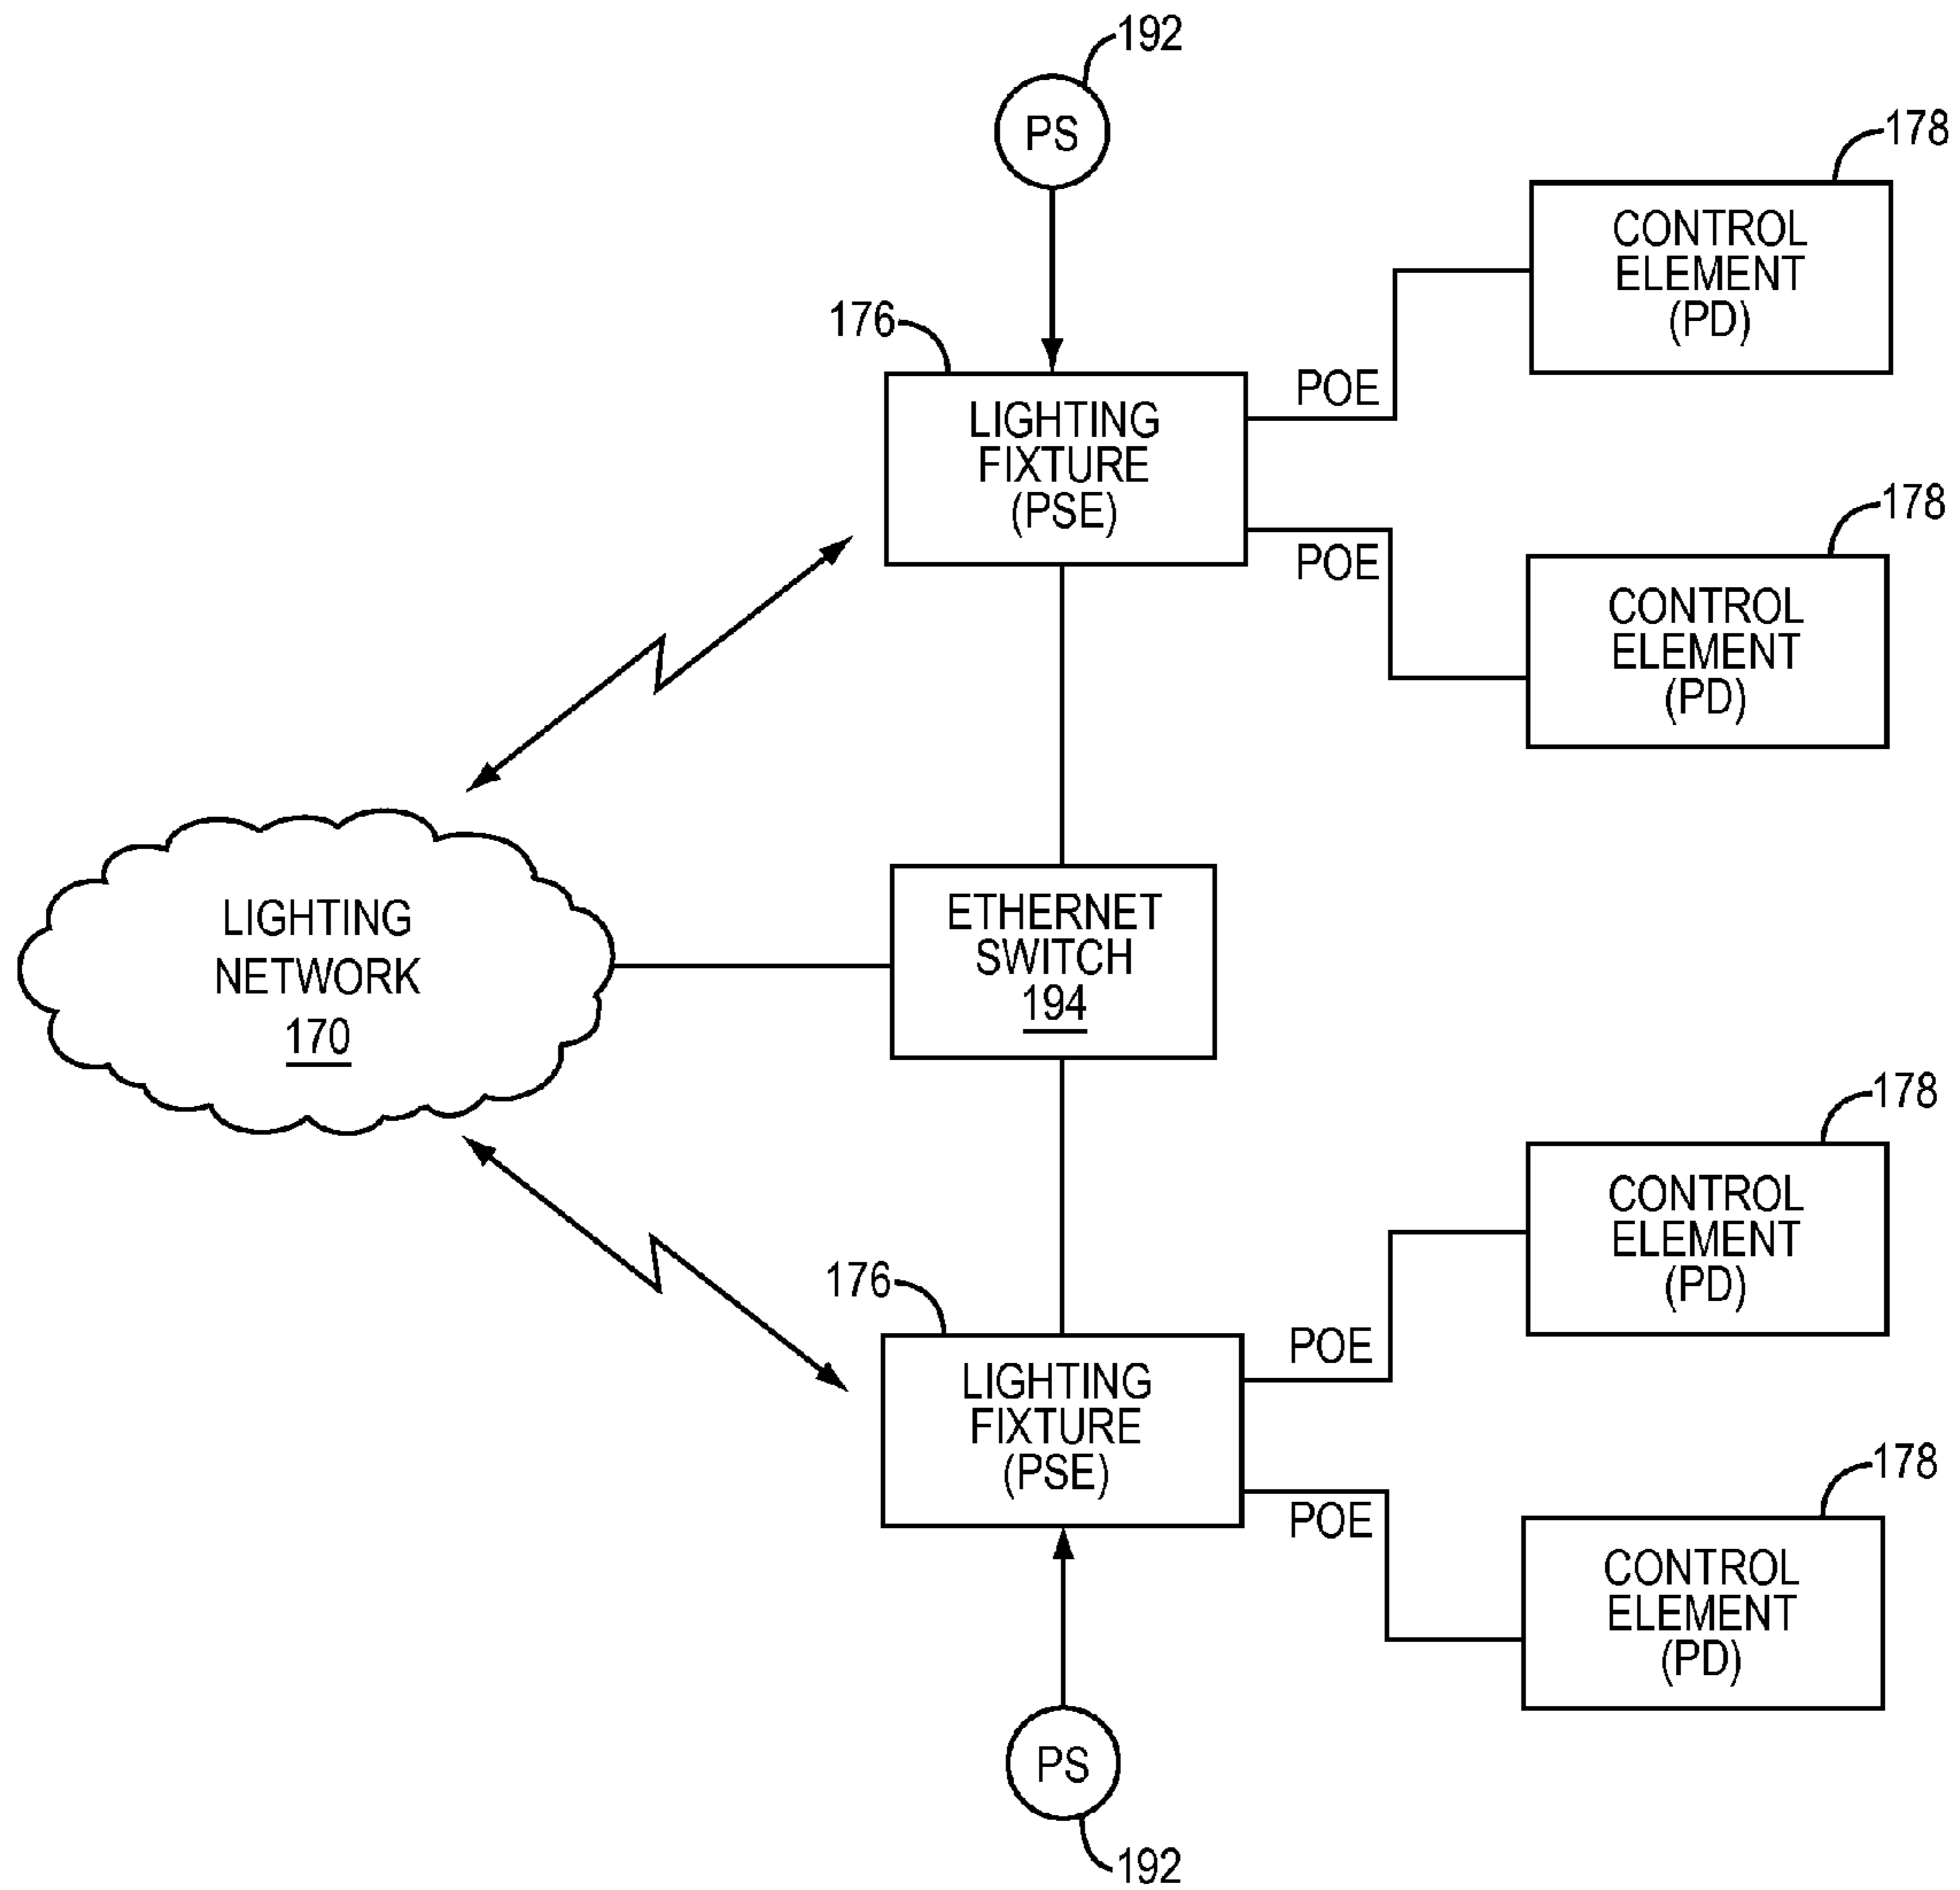 192
PS
178
CONTROL
ELEMENT
(PD)
176
POE
LIGHTING
FIXTURE
(PSE)
178
POE
CONTROL
ELEMENT
(PD)
LIGHTING
NETWORK
170
ETHERNET
SWITCH
194
178
CONTROL
ELEMENT
(PD)
176
POE
LIGHTING
FIXTURE
(PSE)
178
POE
CONTROL
ELEMENT
(PD)
PS
192